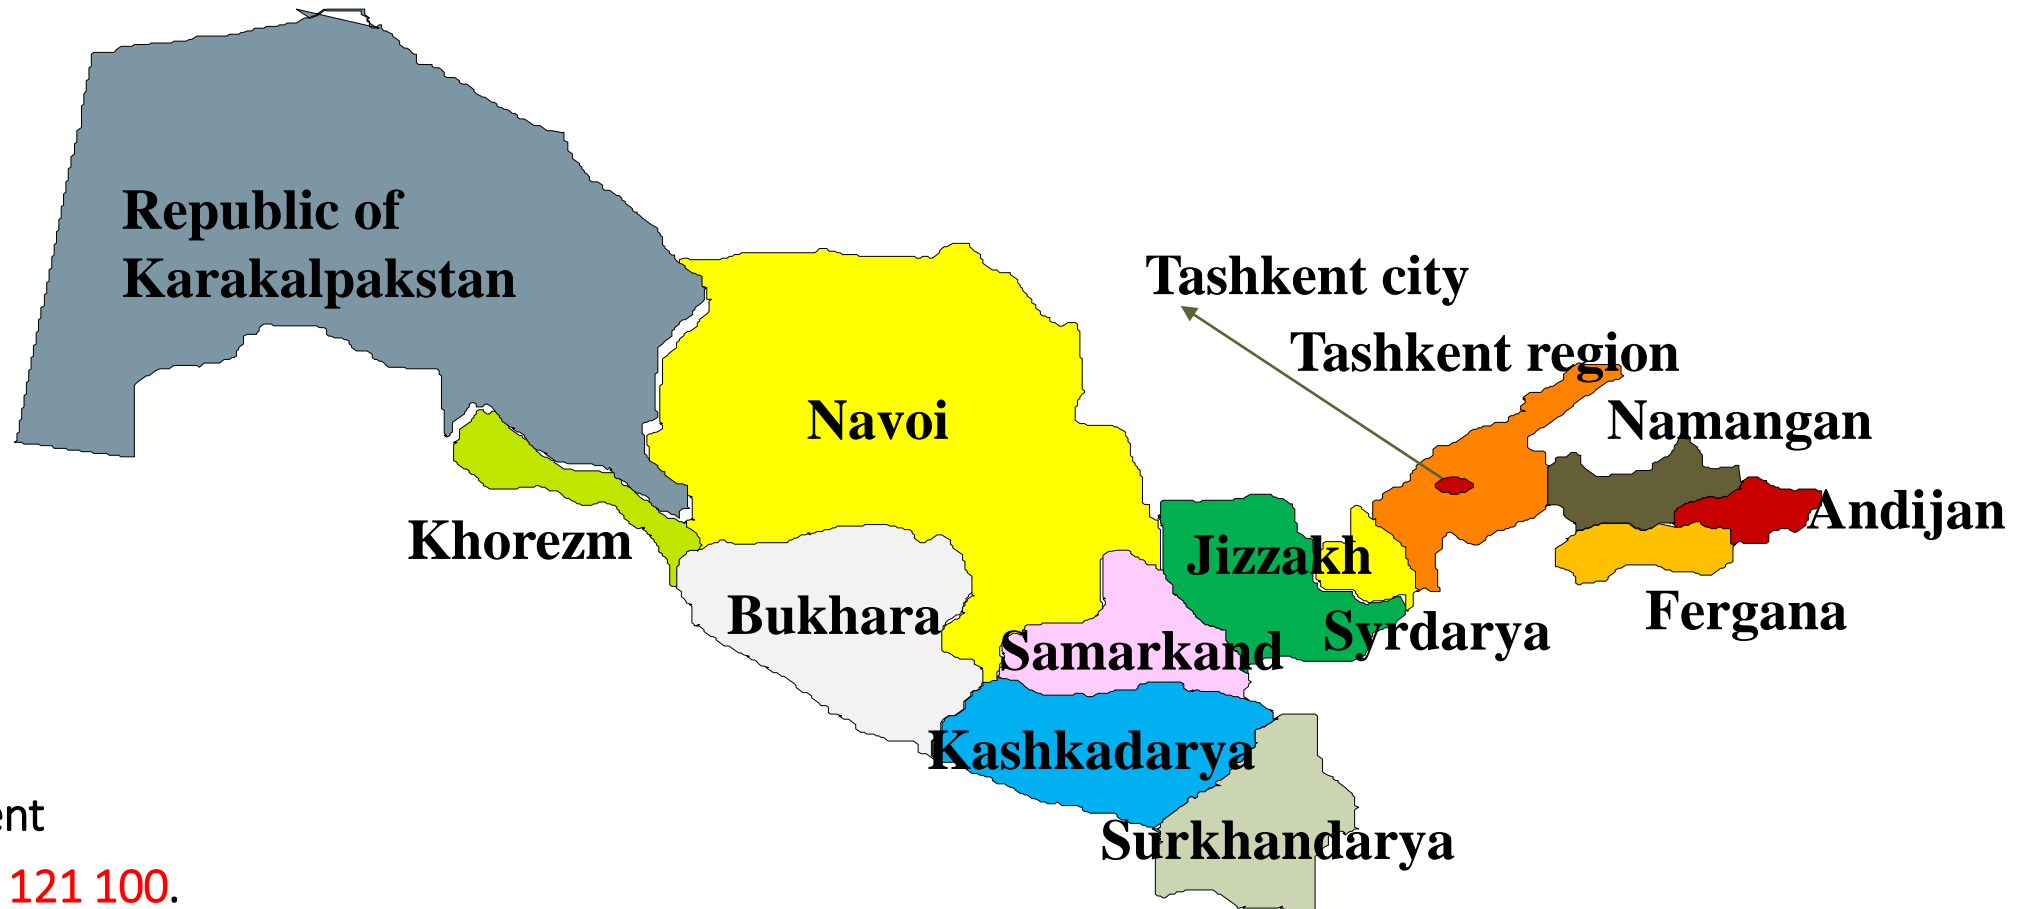 Republic of
Karakalpakstan
Tashkent city
Tashkent region
Navoi
Namangan
Andijan
Khorezm
Jizzakh
Bukhara
Fergana
Syrdarya
Samarkand
Kashkadarya
Surkhandarya
ent
121 100.